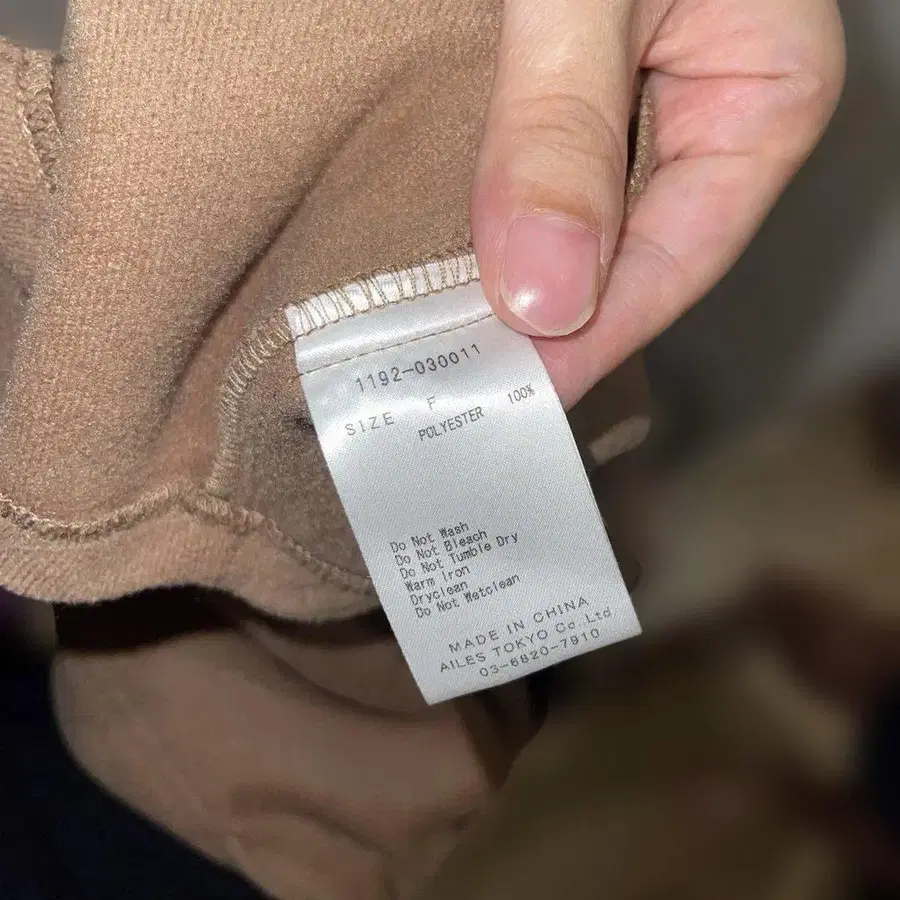 1192-030011
SIZE F
POLYESTER 100%
Do Not Wash
Do Not Bleach
Do Not Tumble Dry
Warm Iron
Dryclean
Do Not Wetclean
MADE IN CHINA
AILES TOKYO Co.Ltd
03-6820-7910